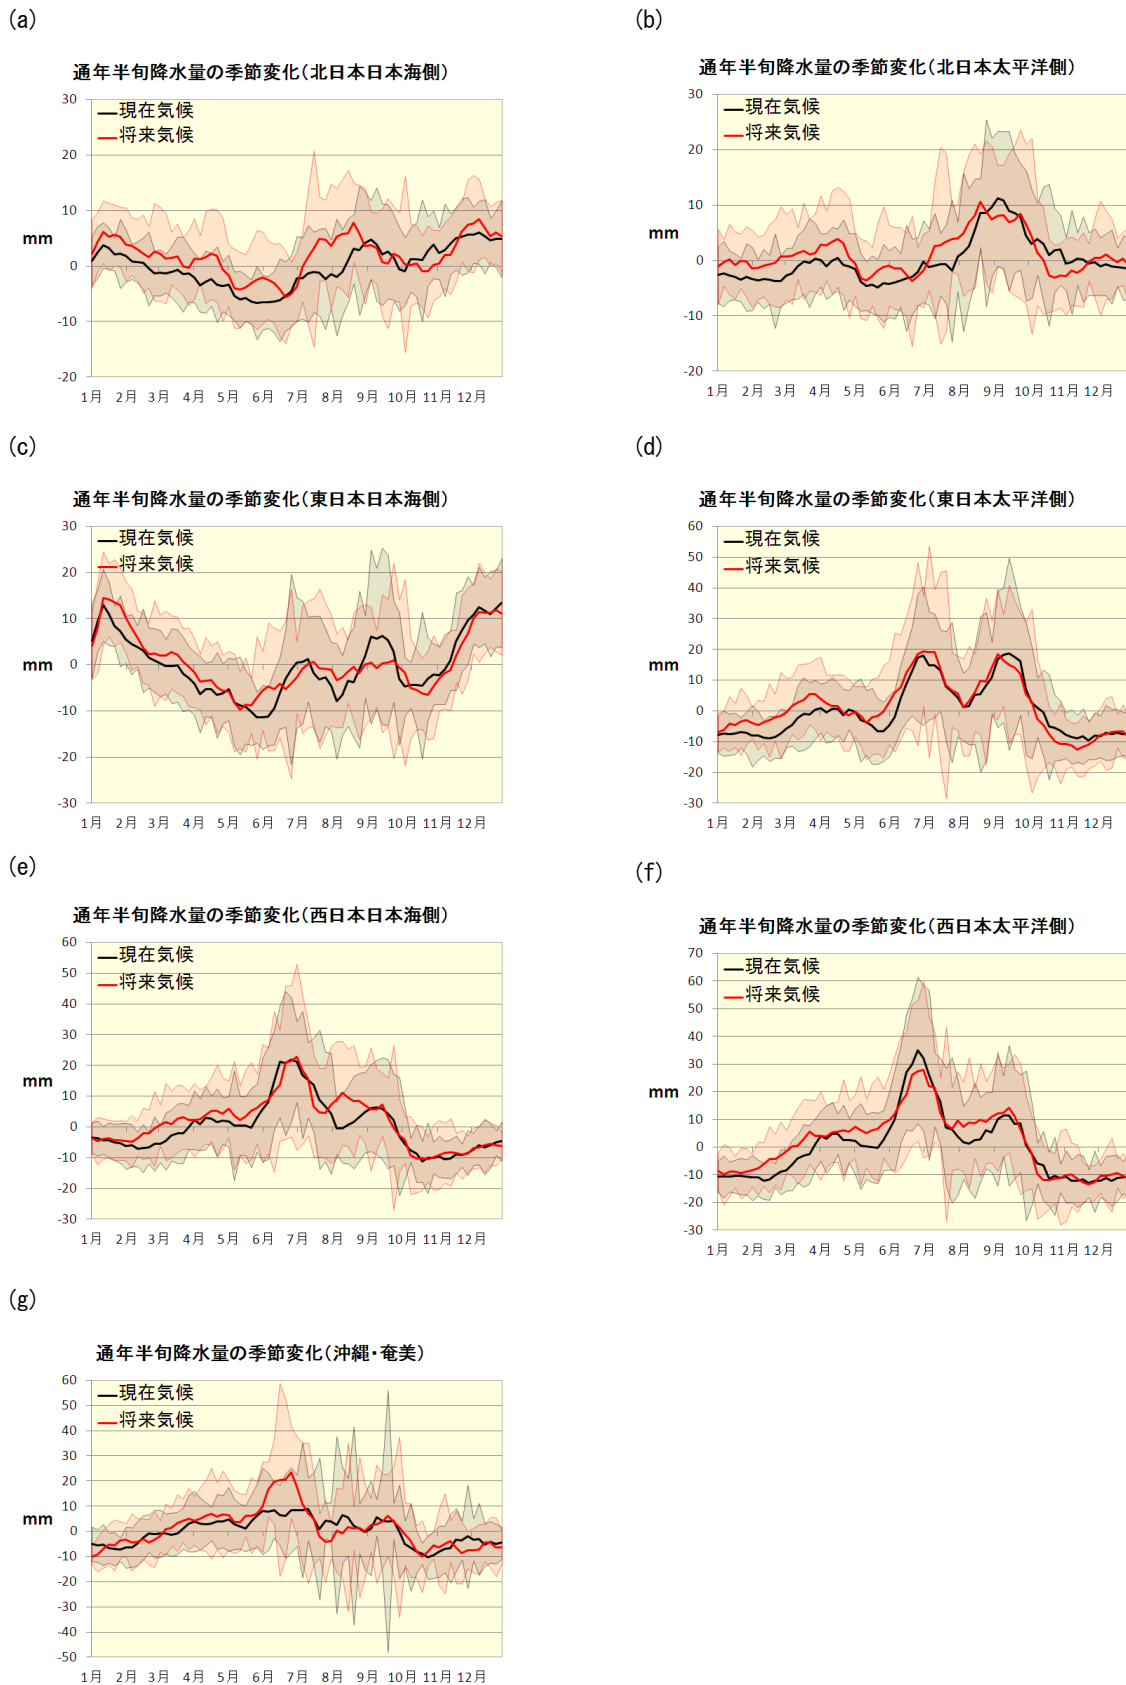 (a)
通年半旬降水量の季節変化(北日本日本海側)
30
20
10
0
-10
-20
mm
現在気候
将来気候
1月 2月 3月 4月 5月 6月 7月 8月 9月 10月 11月 12月
(b)
通年半旬降水量の季節変化(北日本太平洋側)
30
20
10
0
-10
-20
mm
現在気候
将来気候
1月 2月 3月 4月 5月 6月 7月 8月 9月 10月 11月 12月
(c)
通年半旬降水量の季節変化(東日本日本海側)
30
20
10
0
-10
-20
-30
mm
現在気候
将来気候
1月 2月 3月 4月 5月 6月 7月 8月 9月 10月 11月 12月
(d)
通年半旬降水量の季節変化(東日本太平洋側)
60
50
40
30
20
10
0
-10
-20
-30
mm
現在気候
将来気候
1月 2月 3月 4月 5月 6月 7月 8月 9月 10月 11月 12月
(e)
通年半旬降水量の季節変化(西日本日本海側)
60
50
40
30
20
10
0
-10
-20
-30
mm
現在気候
将来気候
1月 2月 3月 4月 5月 6月 7月 8月 9月 10月 11月 12月
(f)
通年半旬降水量の季節変化(西日本太平洋側)
70
60
50
40
30
20
10
0
-10
-20
-30
mm
現在気候
将来気候
1月 2月 3月 4月 5月 6月 7月 8月 9月 10月 11月 12月
(g)
通年半旬降水量の季節変化(沖縄・奄美)
60
50
40
30
20
10
0
-10
-20
-30
-40
-50
mm
現在気候
将来気候
1月 2月 3月 4月 5月 6月 7月 8月 9月 10月 11月 12月